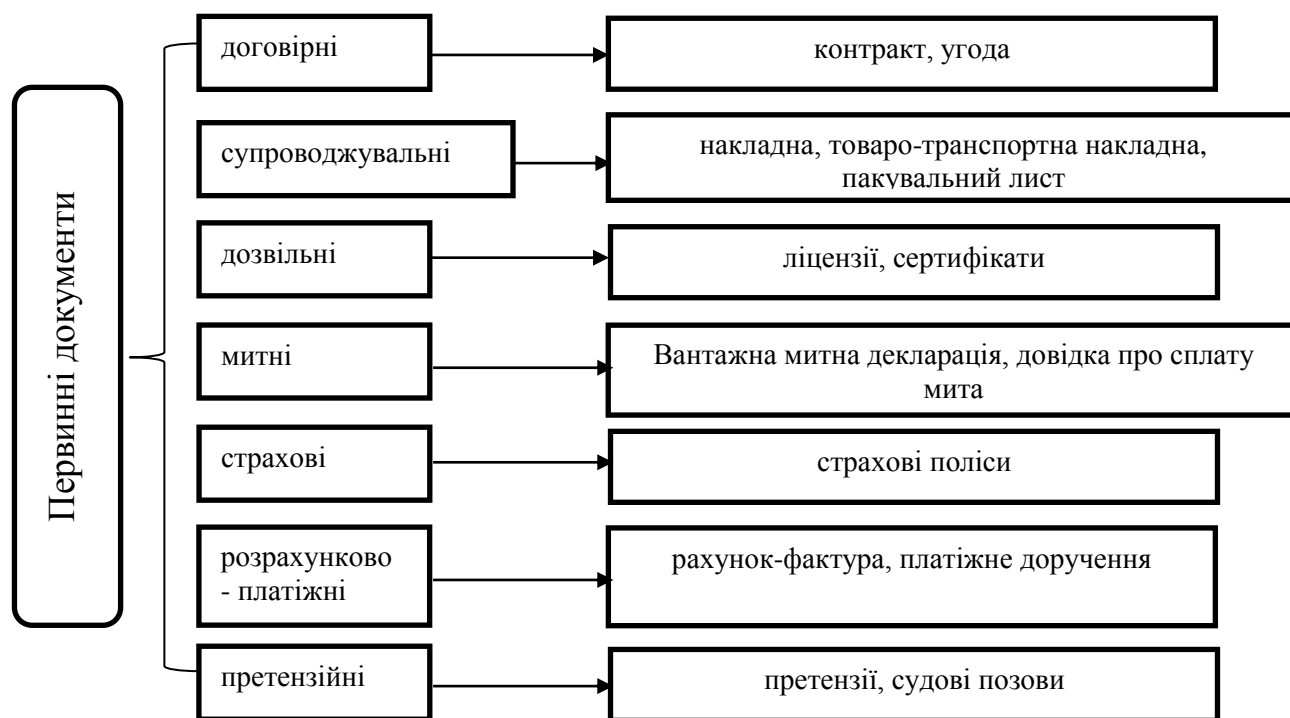 Первинні документи
договірні
контракт, угода
супроводжувальні
накладна, товаро-транспортна накладна,
пакувальний лист
дозвільні
ліцензії, сертифікати
митні
Вантажна митна декларація, довідка про сплату
мита
страхові
страхові поліси
розрахунково
- платіжні
рахунок-фактура, платіжне доручення
претензійні
претензії, судові позови